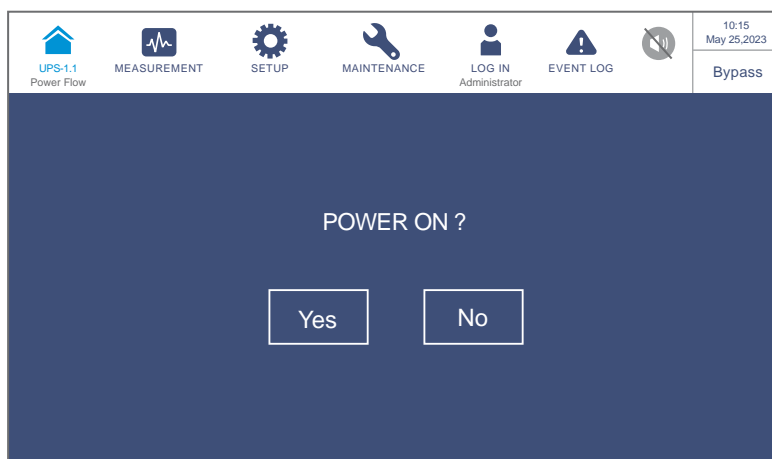 UPS-1.1
Power Flow
MEASUREMENT
SETUP
MAINTENANCE
LOG IN
Administrator
EVENT LOG
10:15
May 25,2023
Bypass
POWER ON ?
Yes
No